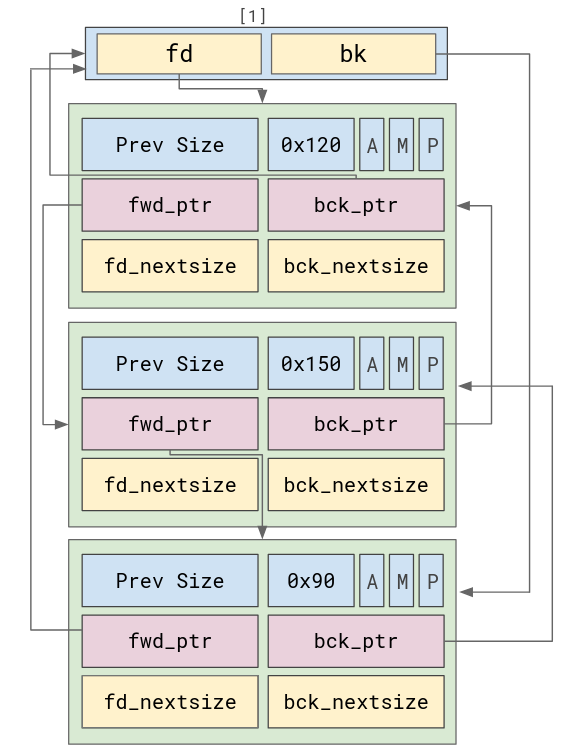 [1]
fd bk
Prev Size 0x120 A M P
fwd_ptr bck_ptr
fd_nextsize bck_nextsize
Prev Size 0x150 A M P
fwd_ptr bck_ptr
fd_nextsize bck_nextsize
Prev Size 0x90 A M P
fwd_ptr bck_ptr
fd_nextsize bck_nextsize